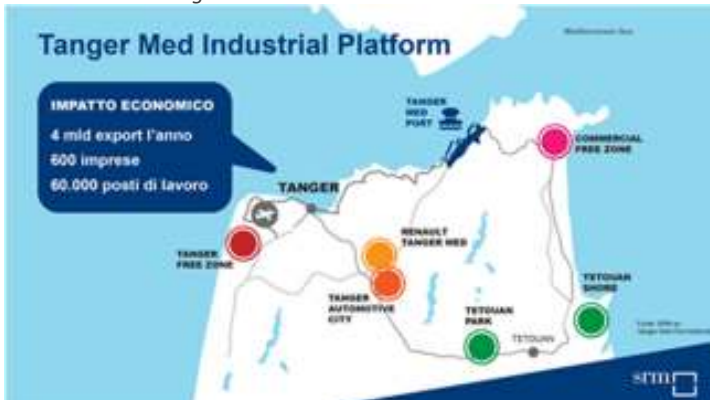 Tanger Med Industrial Platform
Mediterranean Sea
IMPATTO ECONOMICO
4 mld export l'anno
600 imprese
60.000 posti di lavoro
TANGER
MED
PORT
COMMERCIAL
FREE ZONE
TANGER
RENAULT
TANGER MED
TANGER
FREE ZONE
TANGER
AUTOMOTIVE
CITY
TETOUAN
SHORE
TETOUAN
PARK
TETOUAN
srm